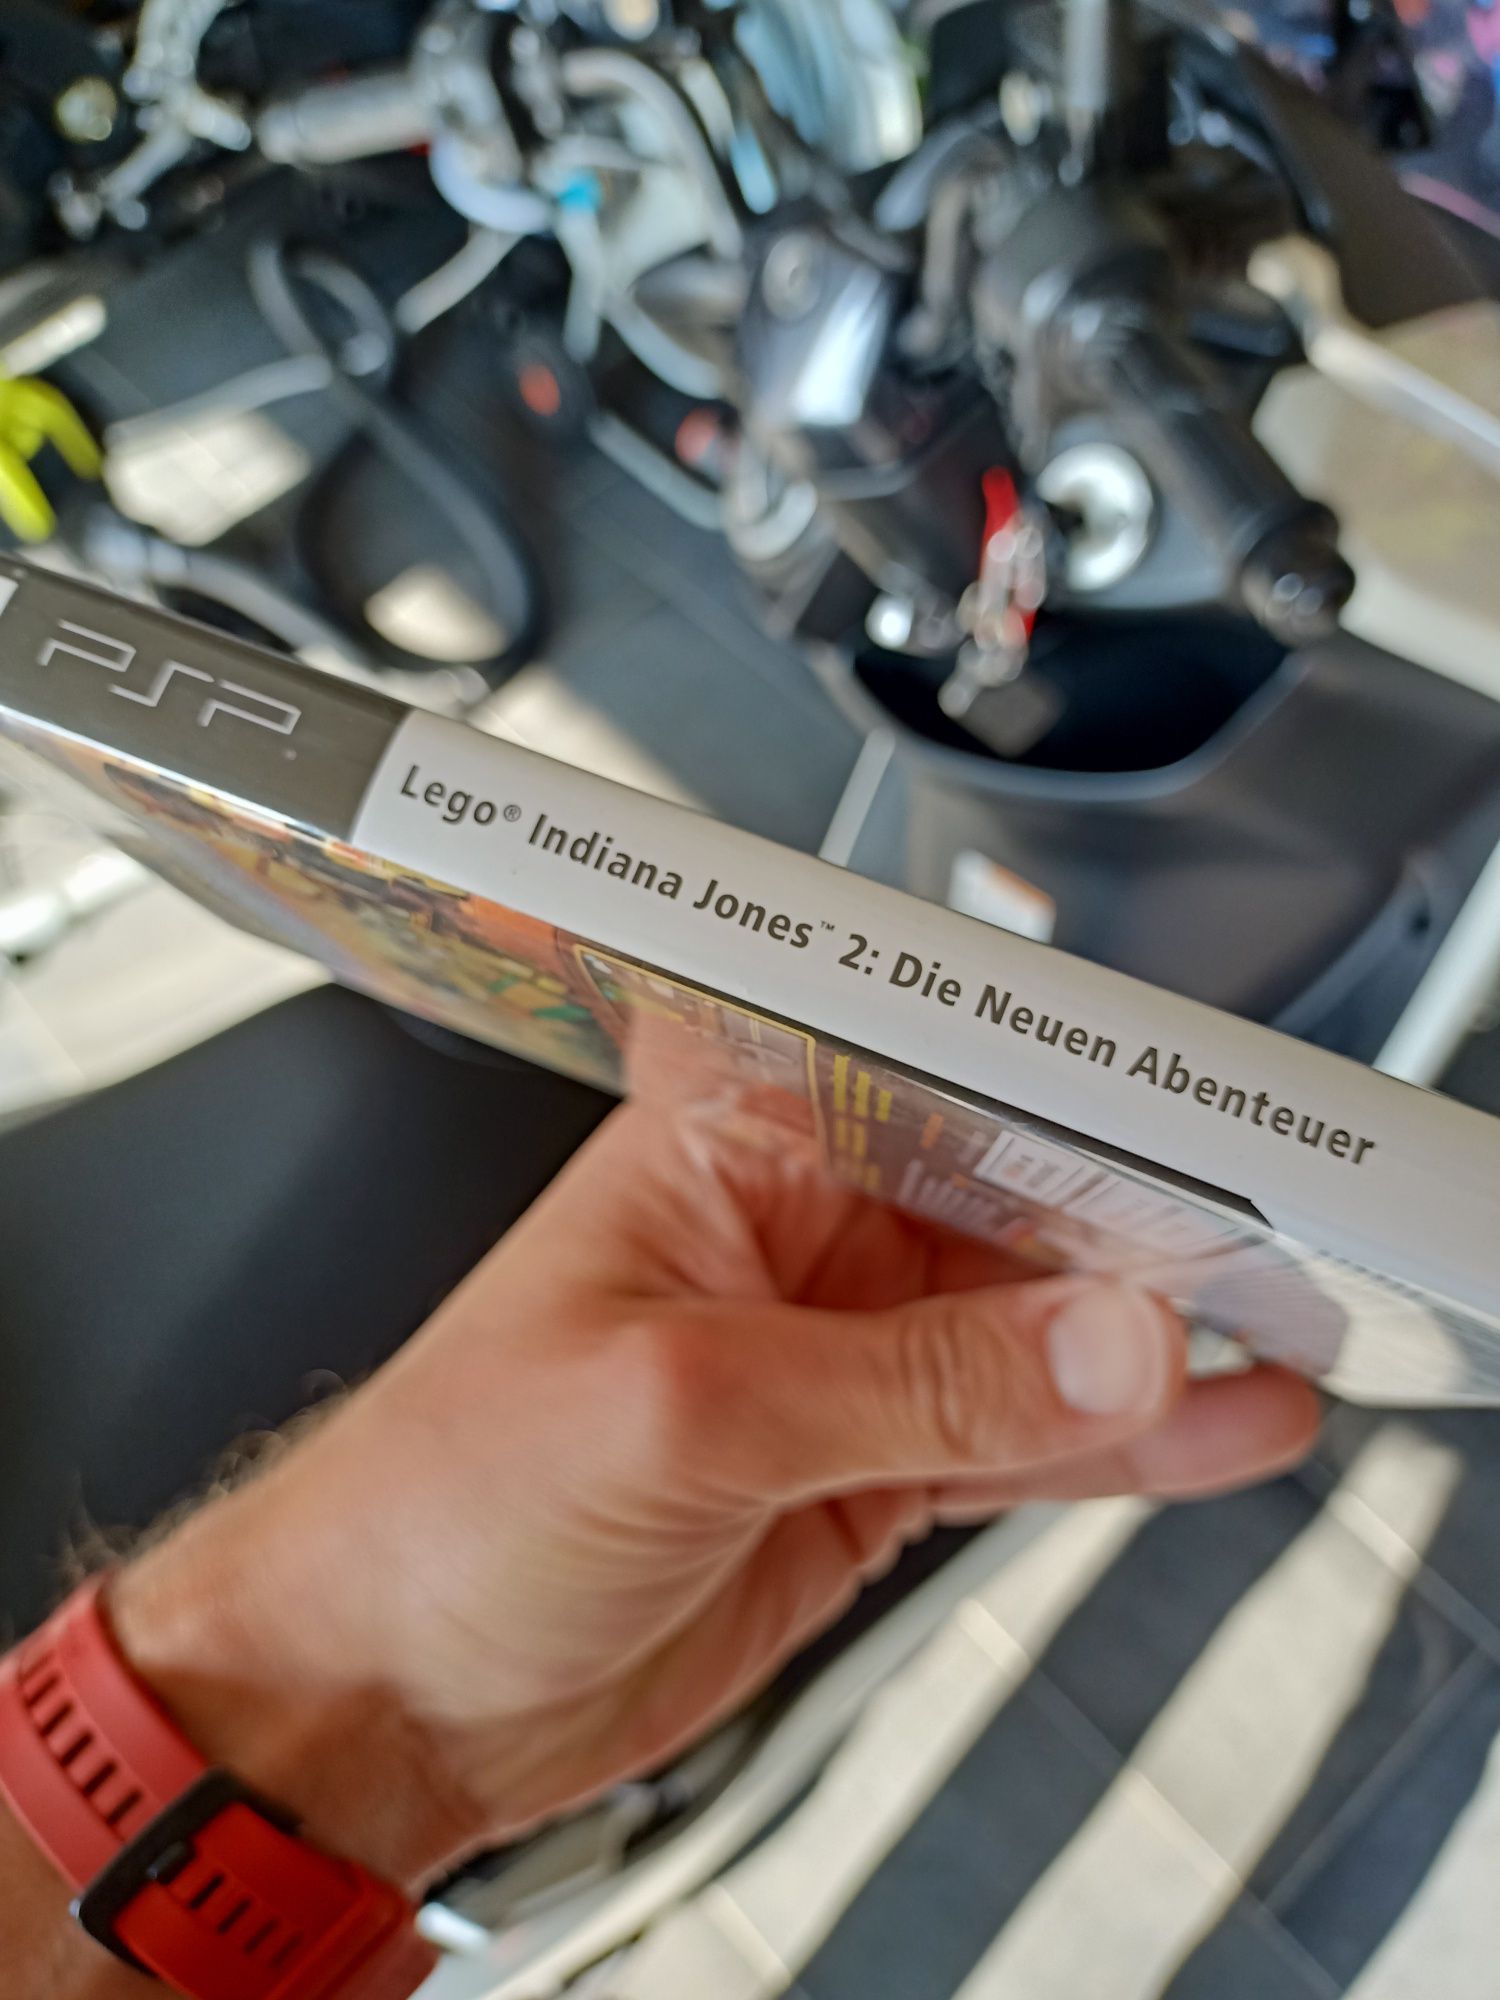 PSP
Lego® Indiana Jones™ 2: Die Neuen Abenteuer